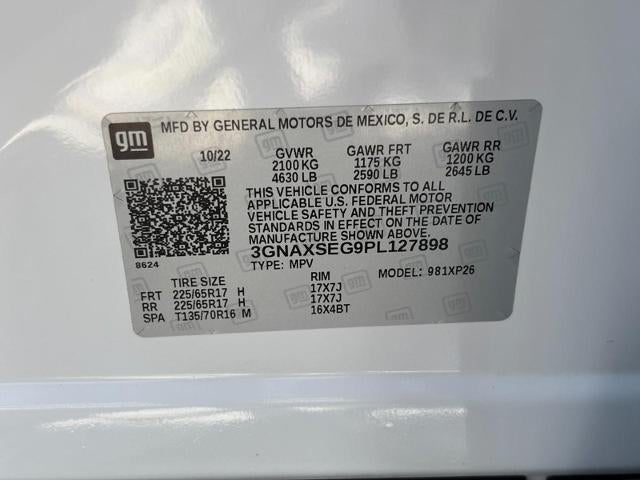 gm MFD BY GENERAL MOTORS DE MEXICO, S. DE R.L. DE C.V.
10/22 GVWR GAWR FRT GAWR RR
2100 KG 1175 KG 1200 KG
4630 LB 2590 LB 2645 LB
THIS VEHICLE CONFORMS TO ALL
APPLICABLE U.S. FEDERAL MOTOR
VEHICLE SAFETY AND THEFT PREVENTION
STANDARDS IN EFFECT ON THE DATE OF
MANUFACTURE SHOWN ABOVE.
8624 3GNAXSEG9PL127898
TYPE: MPV MODEL: 981XP26
TIRE SIZE RIM
FRT 225/65R17 H 17X7J
RR 225/65R17 H 17X7J
SPA T135/70R16 M 16X4BT